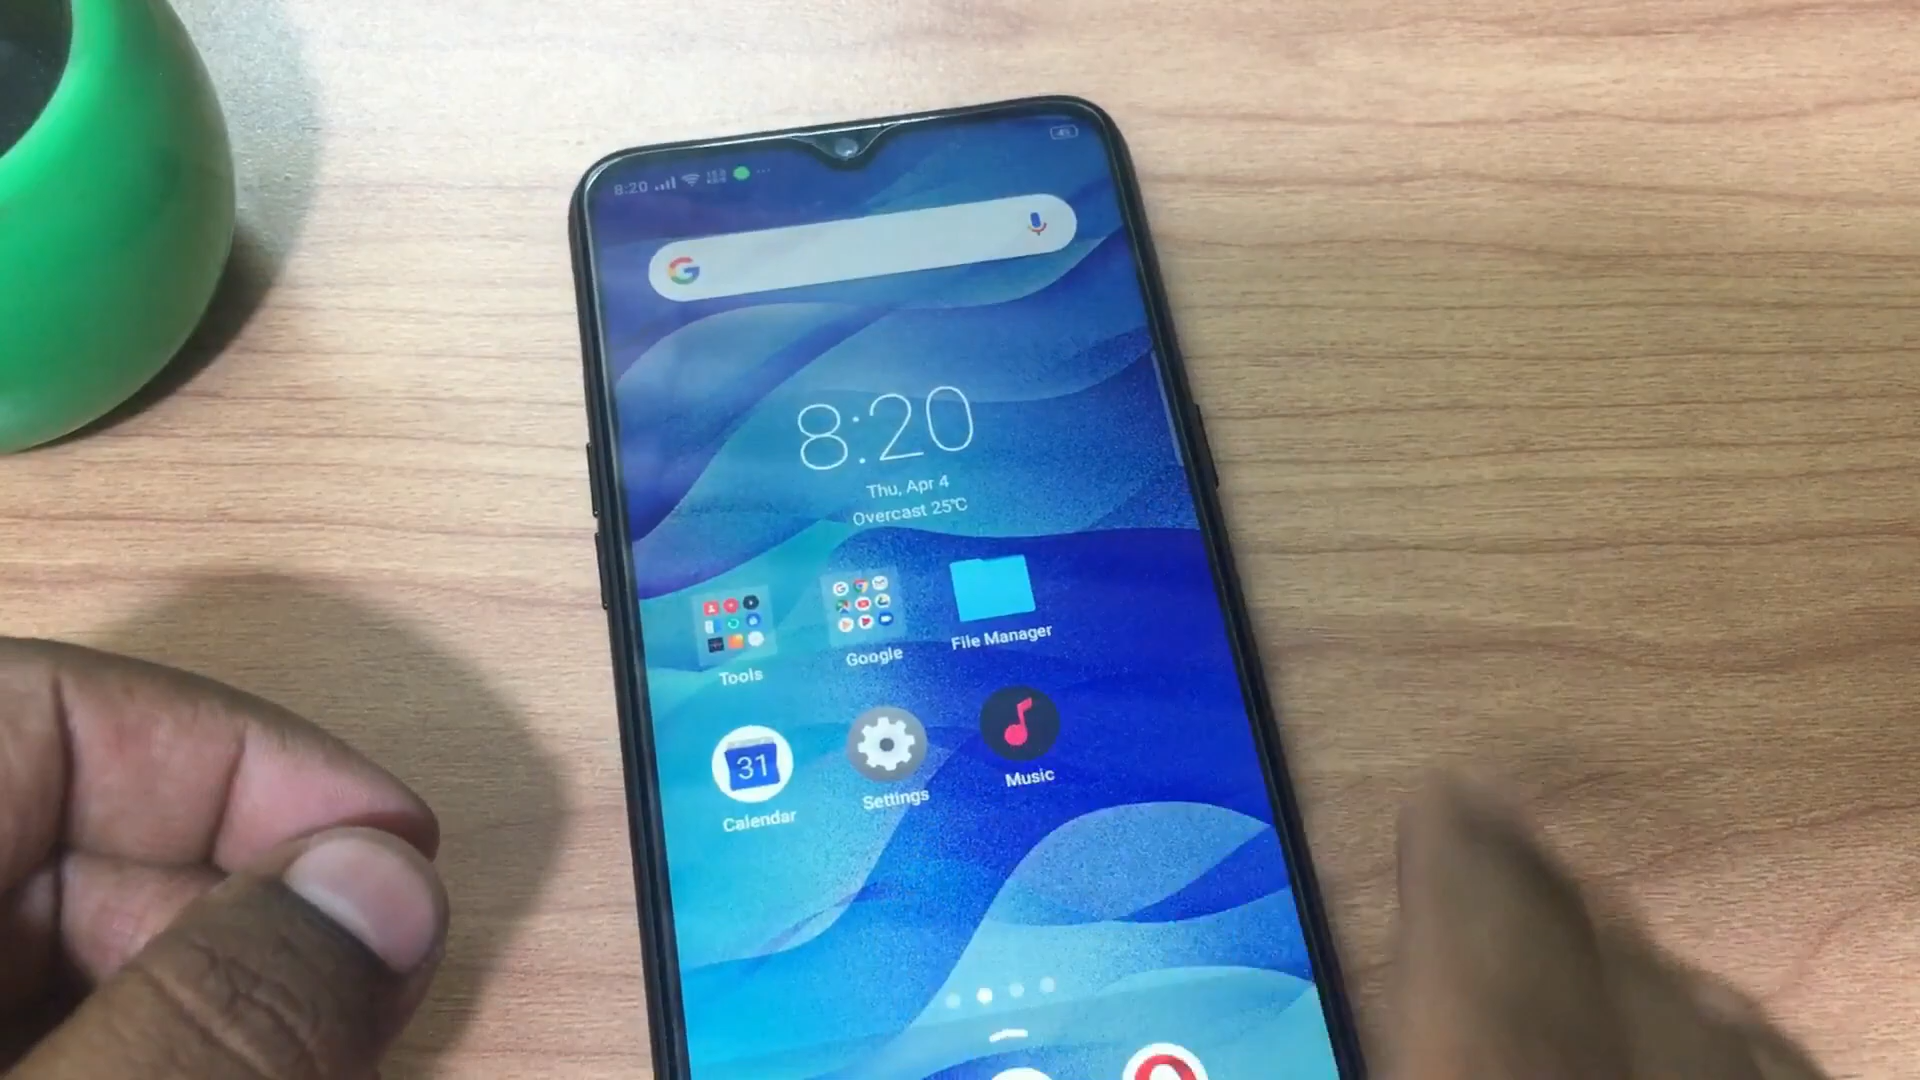 8:20
G
8:20
Thu, Apr 4
Overcast 25℃
Tools
Google
File Manager
31
Calendar
Settings
Music